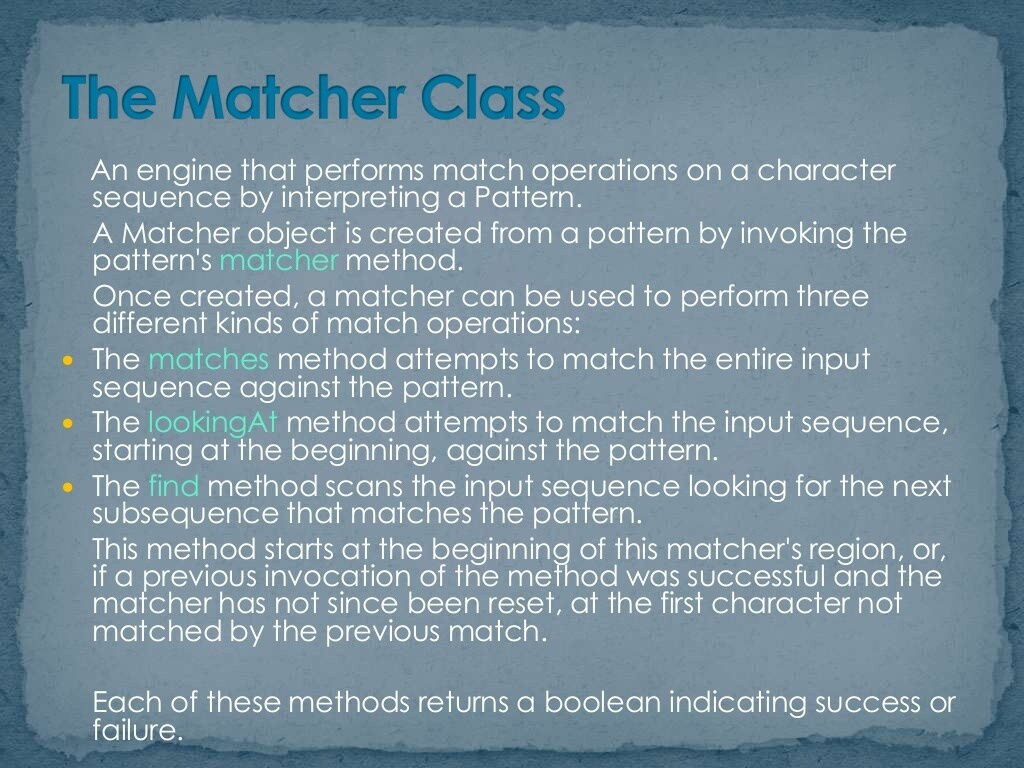 The Matcher Class
An engine that performs match operations on a character
sequence by interpreting a Pattern.
A Matcher object is created from a pattern by invoking the
pattern's matcher method.
Once created, a matcher can be used to perform three
different kinds of match operations:
• The matches method attempts to match the entire input
sequence against the pattern.
• The lookingAt method attempts to match the input sequence,
starting at the beginning, against the pattern.
• The find method scans the input sequence looking for the next
subsequence that matches the pattern.
This method starts at the beginning of this matcher's region, or,
if a previous invocation of the method was successful and the
matcher has not since been reset, at the first character not
matched by the previous match.
Each of these methods returns a boolean indicating success or
failure.